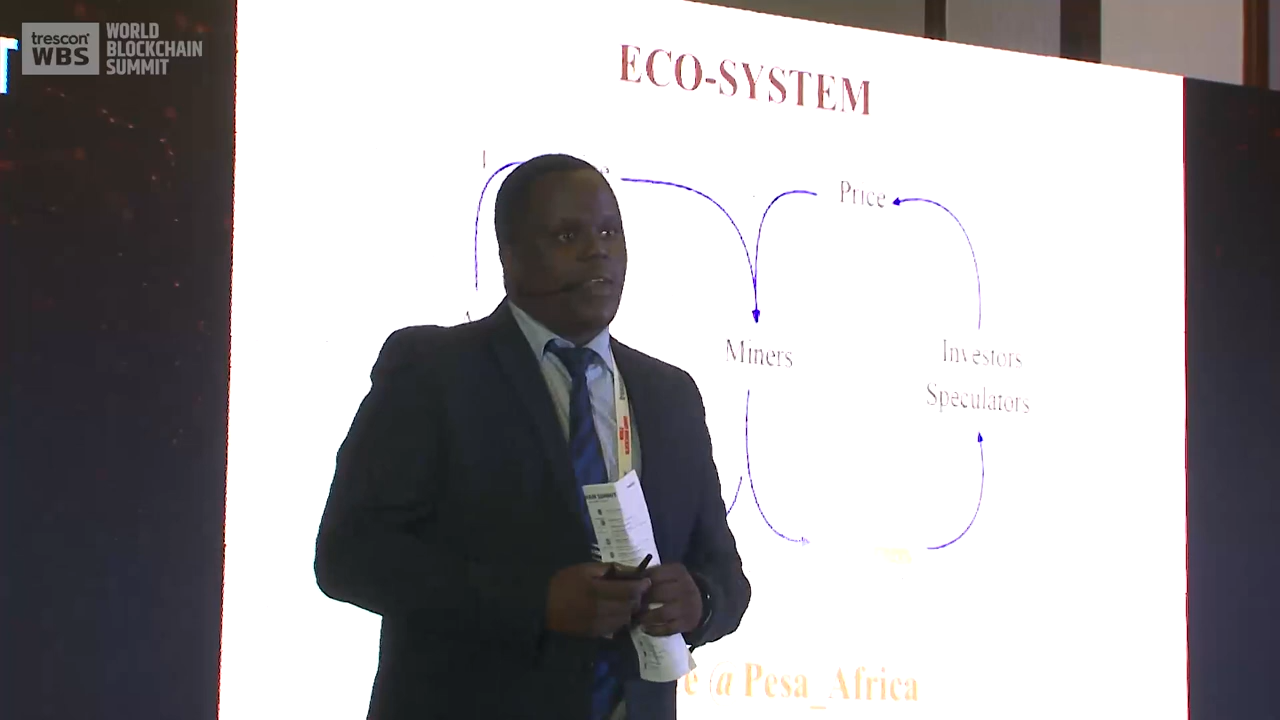 trescon
WBS
WORLD
BLOCKCHAIN
SUMMIT
T
ECO-SYSTEM
Price
Miners
Investors
Speculators
e @ Pesa_Africa